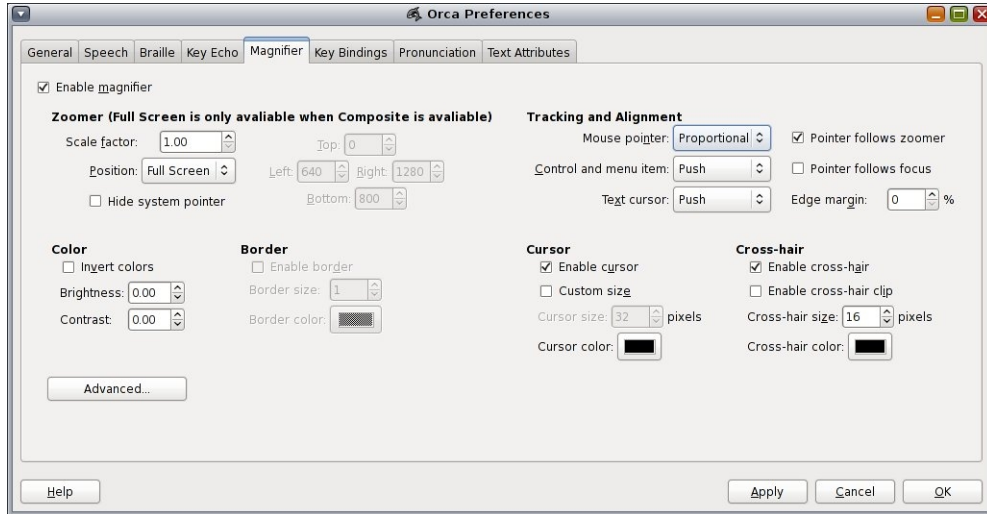 Orca Preferences
General Speech Braille Key Echo Magnifier Key Bindings Pronunciation Text Attributes
Enable magnifier
Zoomer (Full Screen is only avaliable when Composite is avaliable)
Scale factor: 1.00
Top: 0
Position: Full Screen
Left: 640 Right: 1280
Hide system pointer
Bottom: 800
Tracking and Alignment
Mouse pointer: Proportional
Pointer follows zoomer
Control and menu item: Push
Pointer follows focus
Text cursor: Push
Edge margin: 0 %
Color
Invert colors
Brightness: 0.00
Contrast: 0.00
Border
Enable border
Border size: 1
Border color:
Cursor
Enable cursor
Custom size
Cursor size: 32 pixels
Cursor color:
Cross-hair
Enable cross-hair
Enable cross-hair clip
Cross-hair size: 16 pixels
Cross-hair color:
Advanced...
Help Apply Cancel OK